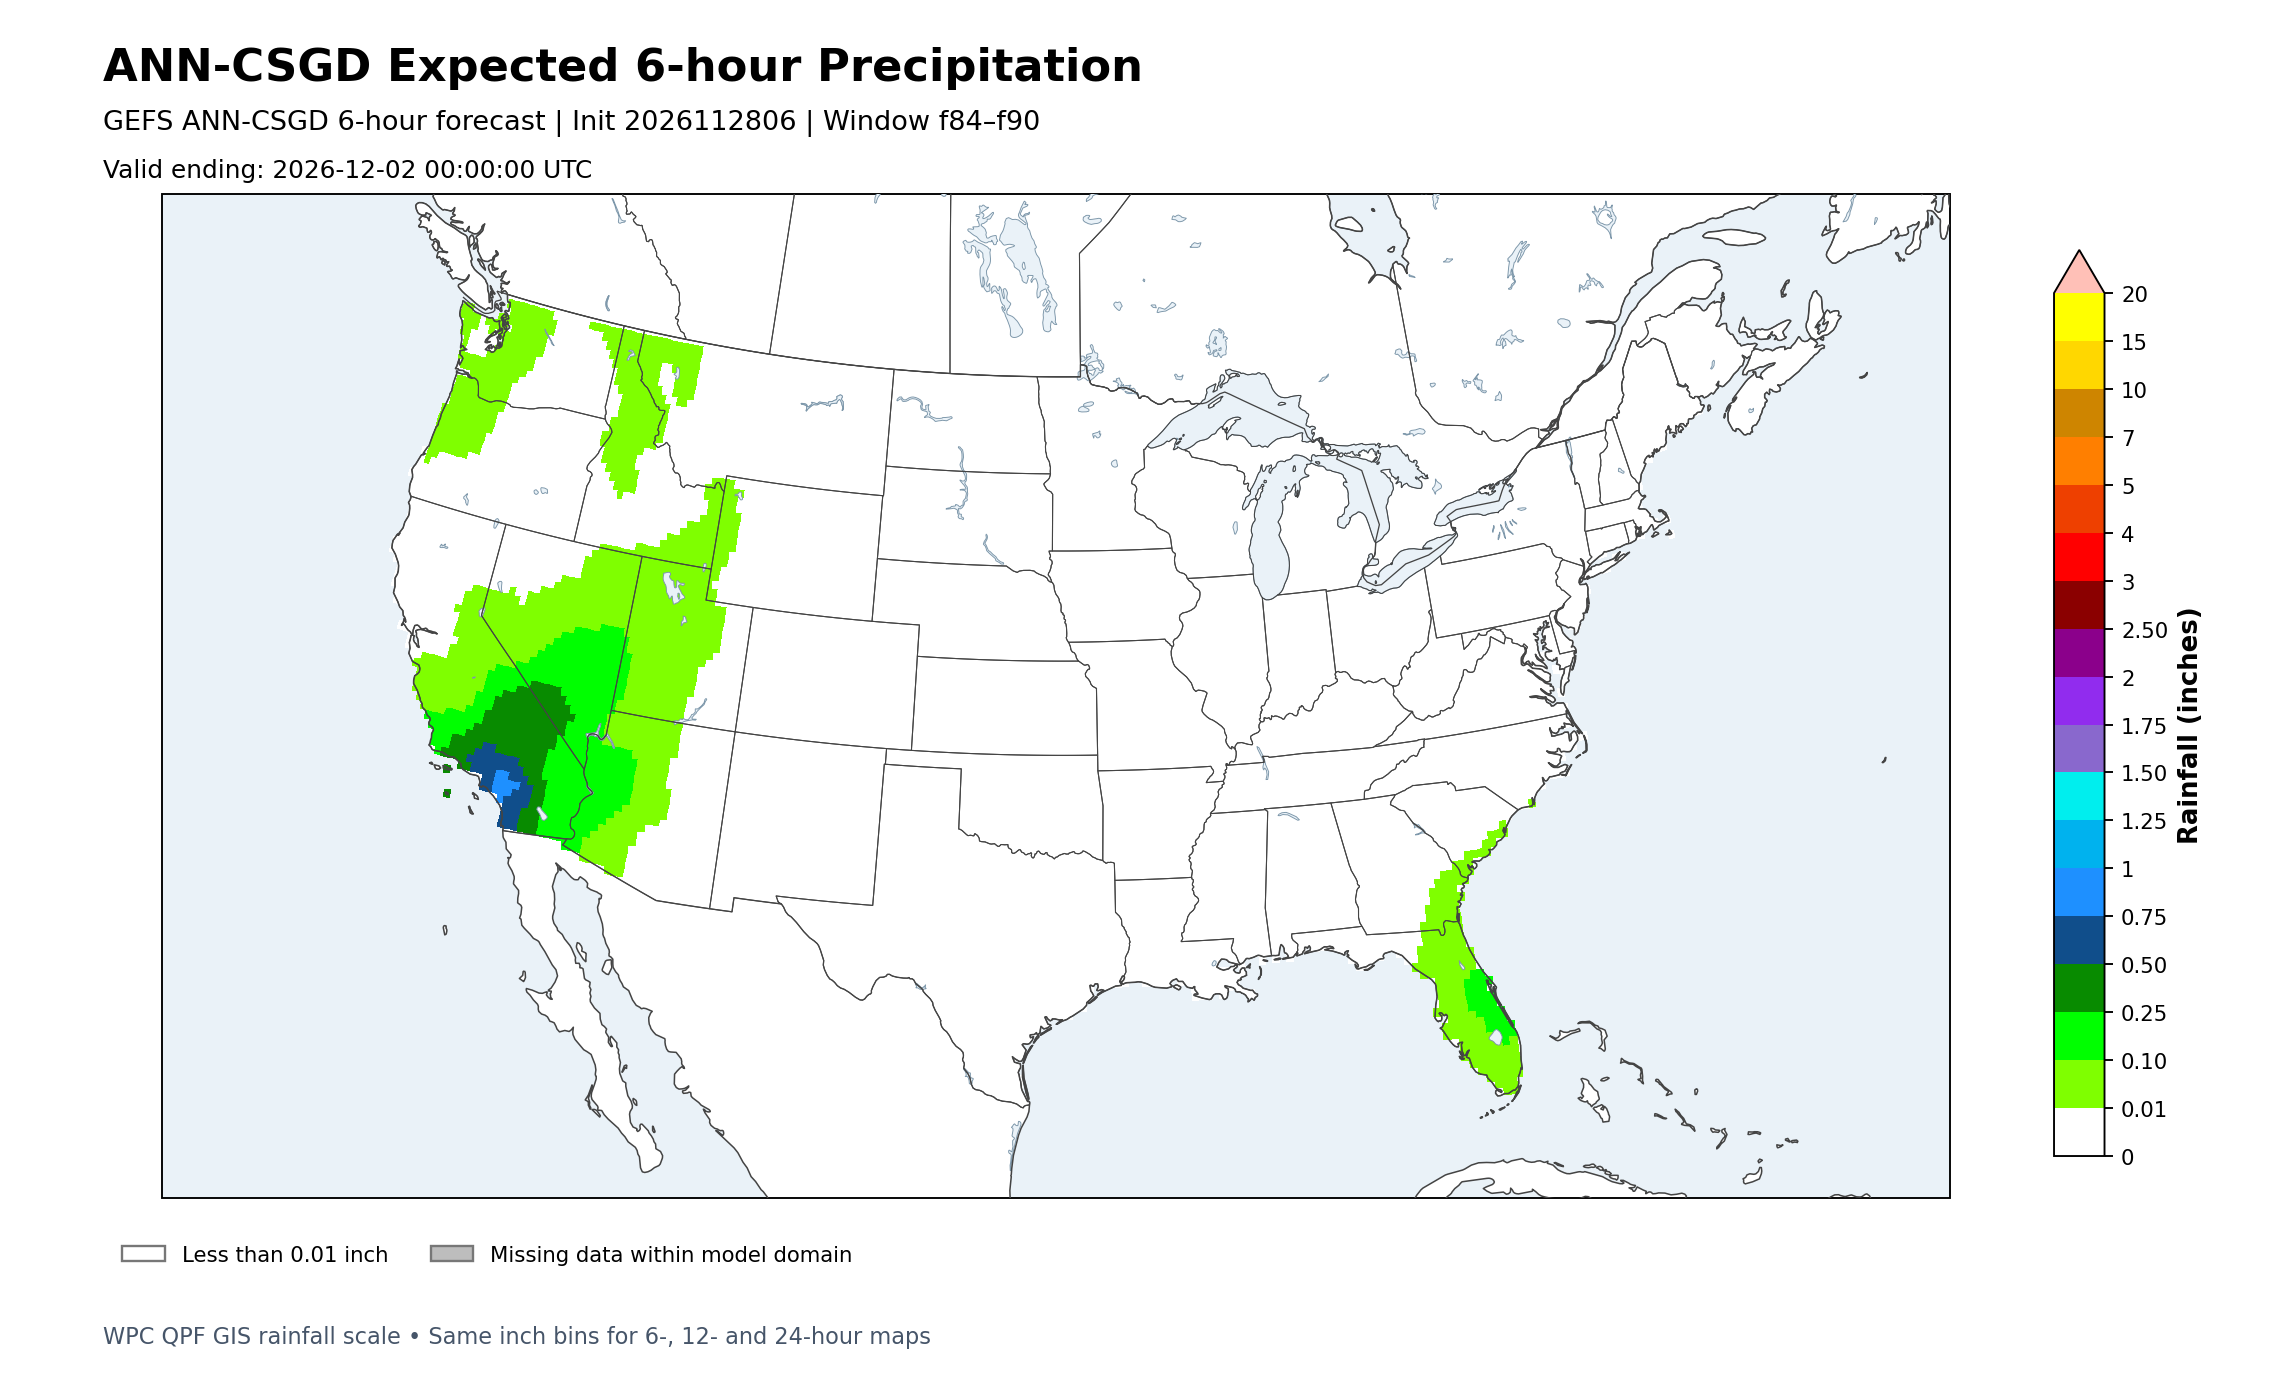 ANN-CSGD Expected 6-hour Precipitation
GEFS ANN-CSGD 6-hour forecast | Init 2026112806 | Window f84–f90
Valid ending: 2026-12-02 00:00:00 UTC
20
15
10
7
5
4
3
2.50
2
1.75
1.50
1.25
1
0.75
0.50
0.25
0.10
0.01
0
Rainfall (inches)
Less than 0.01 inch
Missing data within model domain
WPC QPF GIS rainfall scale • Same inch bins for 6-, 12- and 24-hour maps